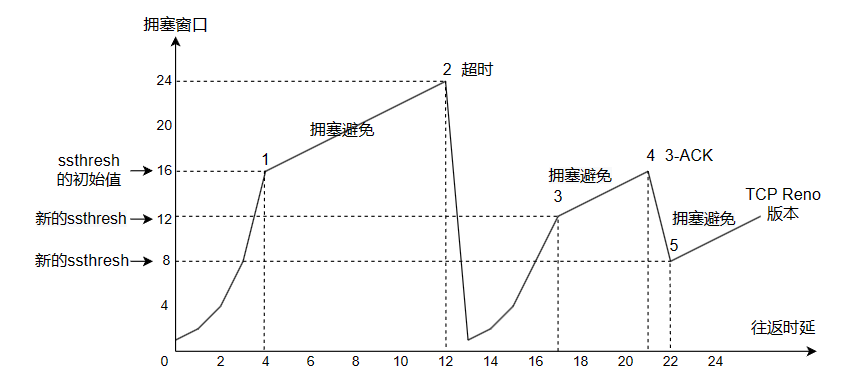 拥塞窗口
24
2 超时
20
拥塞避免
ssthresh
的初始值
16
1
4 3-ACK
拥塞避免
3
TCP Reno
版本
新的ssthresh
12
拥塞避免
5
新的ssthresh
8
4
往返时延
0 2 4 6 8 10 12 14 16 18 20 22 24